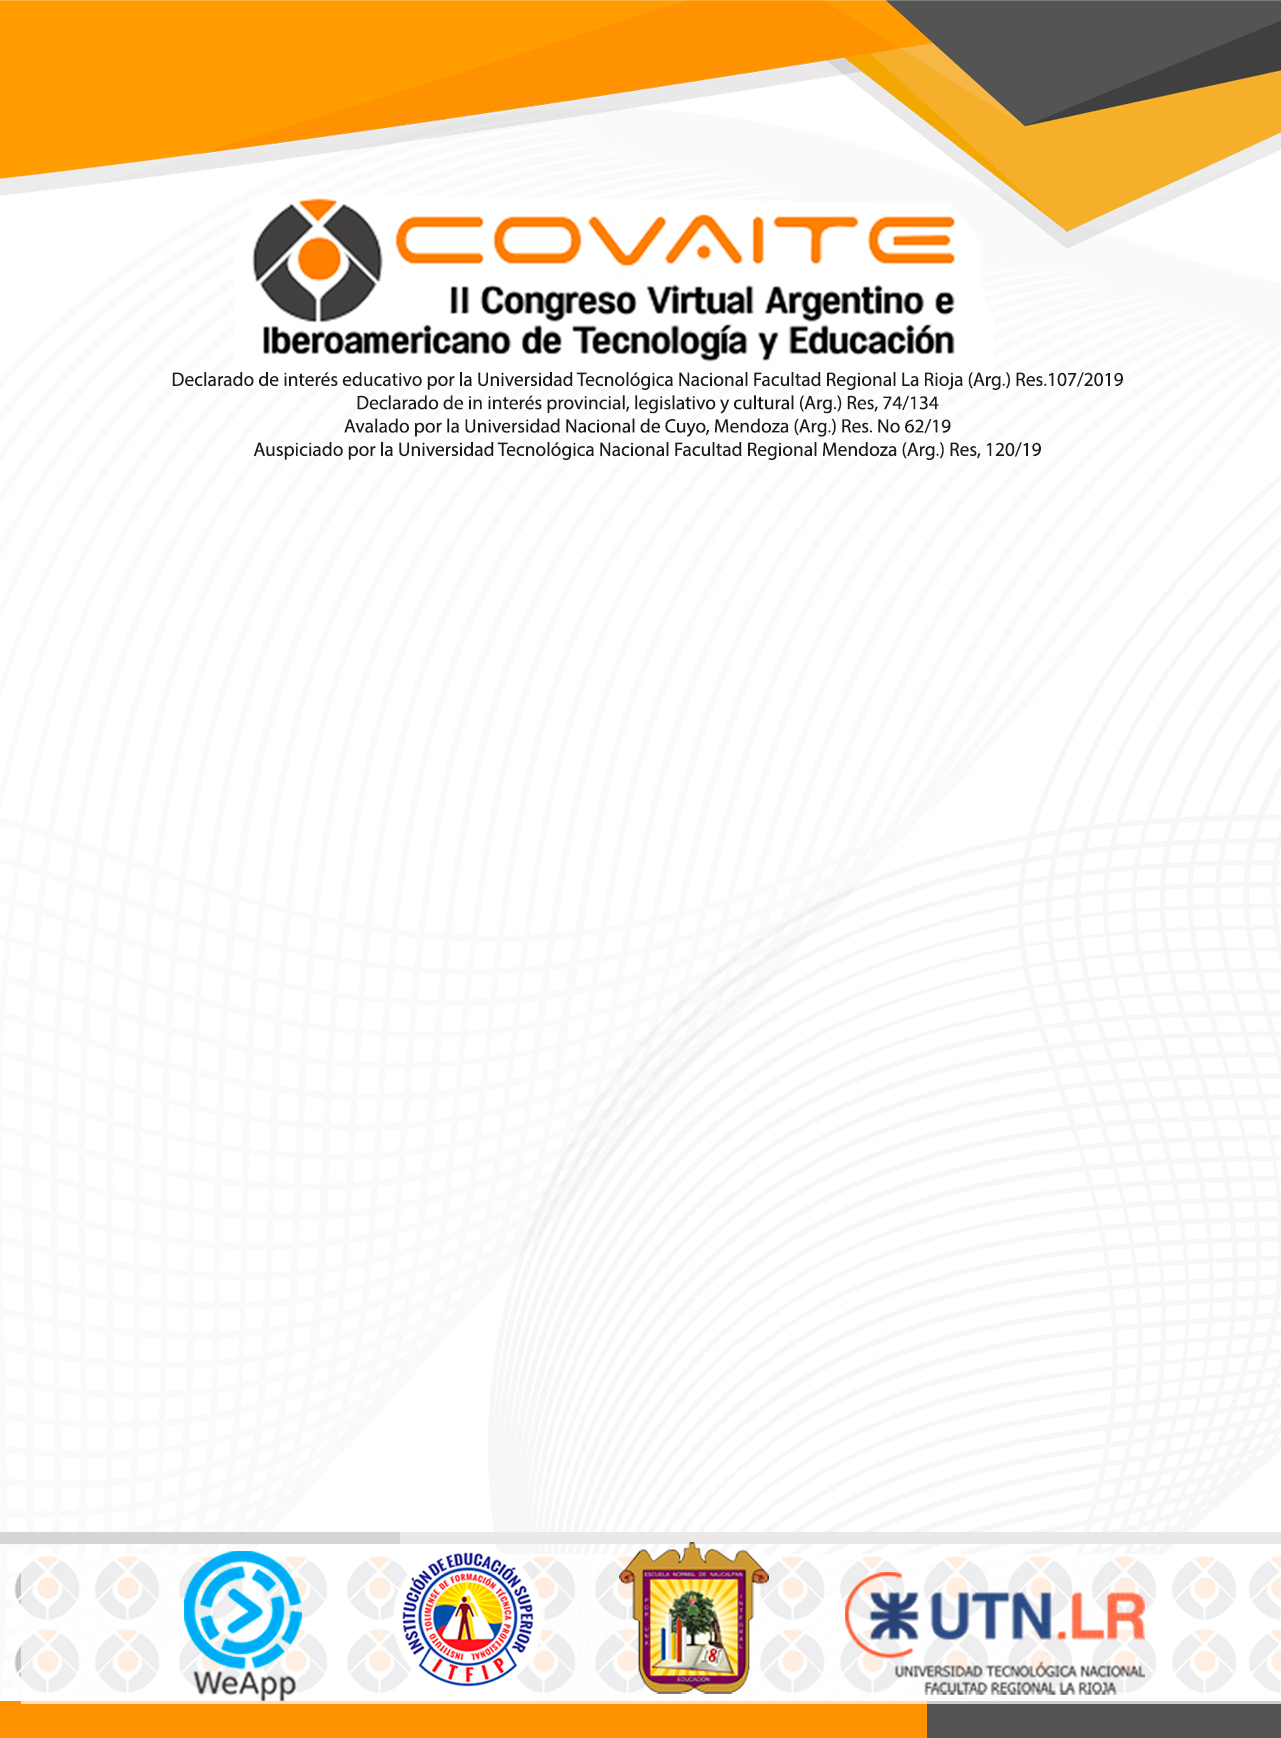 COVAITE
II Congreso Virtual Argentino e
Iberoamericano de Tecnología y Educación
Declarado de interés educativo por la Universidad Tecnológica Nacional Facultad Regional La Rioja (Arg.) Res.107/2019
Declarado de in interés provincial, legislativo y cultural (Arg.) Res, 74/134
Avalado por la Universidad Nacional de Cuyo, Mendoza (Arg.) Res. No 62/19
Auspiciado por la Universidad Tecnológica Nacional Facultad Regional Mendoza (Arg.) Res, 120/19
WeApp
INSTITUCIÓN DE EDUCACIÓN SUPERIOR
INSTITUTO TOLIMENSE DE FORMACIÓN TÉCNICA PROFESIONAL
ITFIP
ESCUELA NORMAL DE NAUCALPAN
POR UNA
INTEGRAL
8
EDUCACIÓN
UTN.LR
UNIVERSIDAD TECNOLÓGICA NACIONAL
FACULTAD REGIONAL LA RIOJA